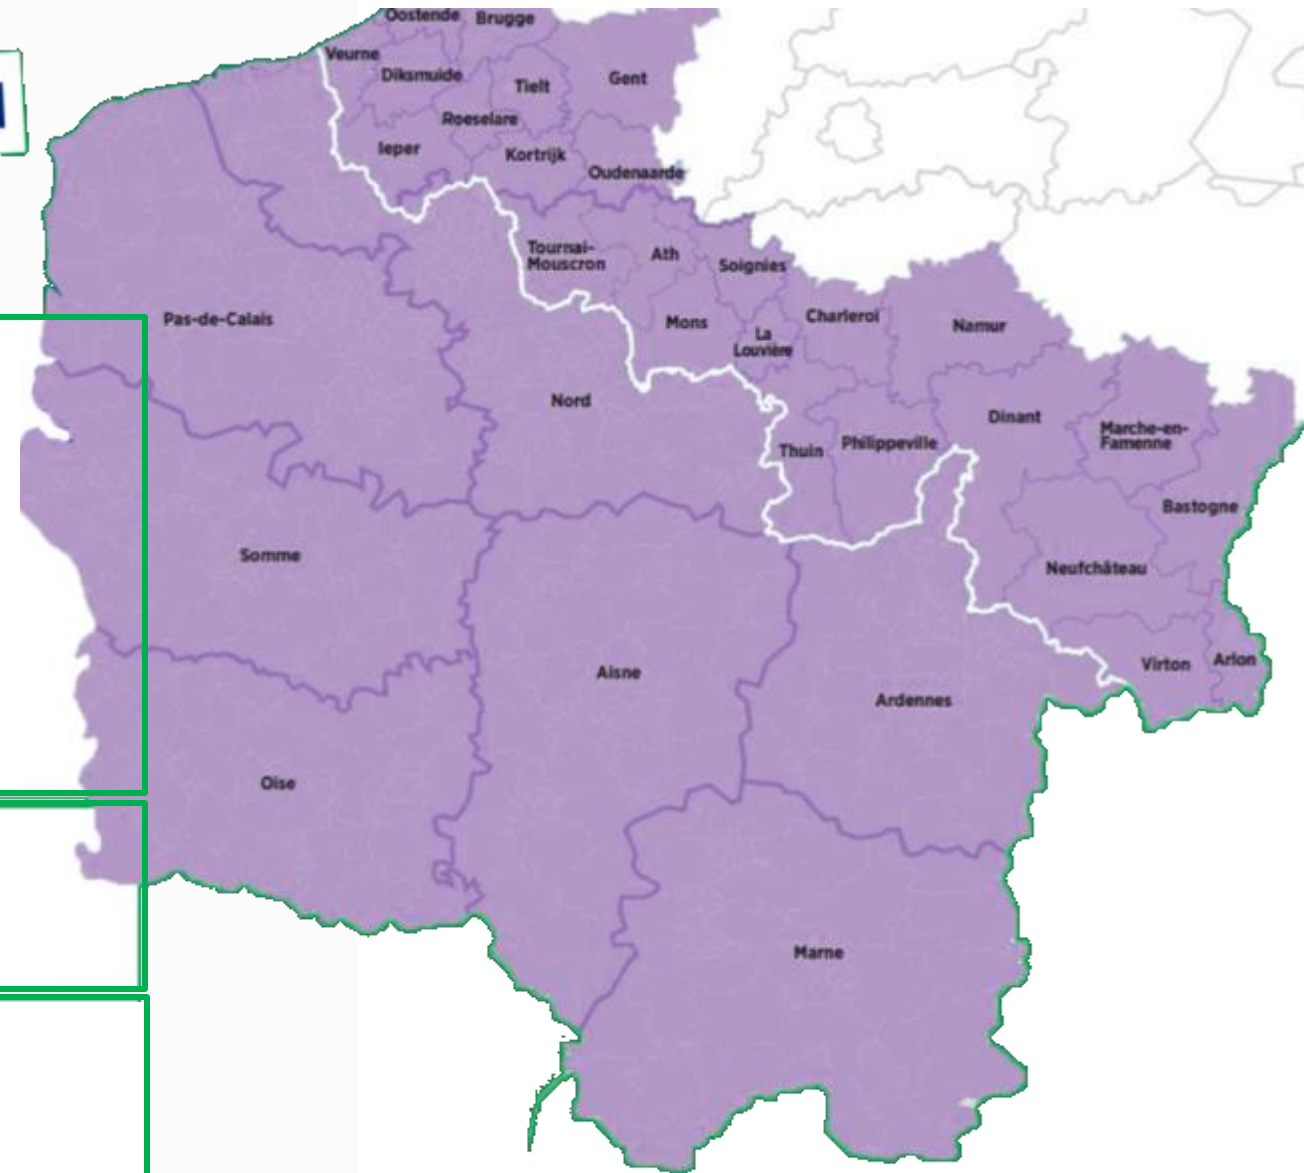 Oostende
Brugge
Veurne
Diksmuide
Tielt
Gent
Roeselare
Ieper
Kortrijk
Oudenaarde
Tournai-
Mouscron
Ath
Soignies
Pas-de-Calais
Mons
La
Louvière
Charleroi
Namur
Nord
Thuin
Philippeville
Dinant
Marche-en-
Famenne
Bastogne
Somme
Neufchâteau
Aisne
Ardennes
Virton
Arlon
Oise
Marne